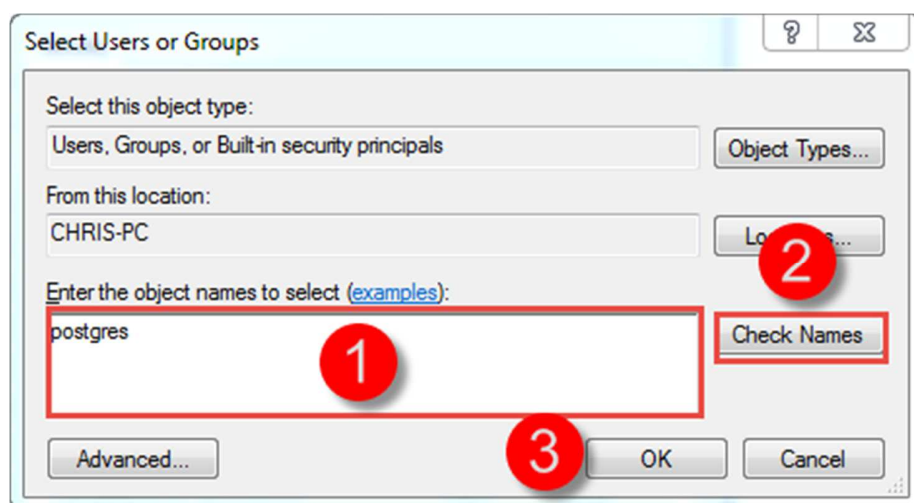 Select Users or Groups
Select this object type:
Users, Groups, or Built-in security principals
Object Types...
From this location:
CHRIS-PC
2
Enter the object names to select (examples):
postgres
1
Check Names
Advanced...
3
OK
Cancel